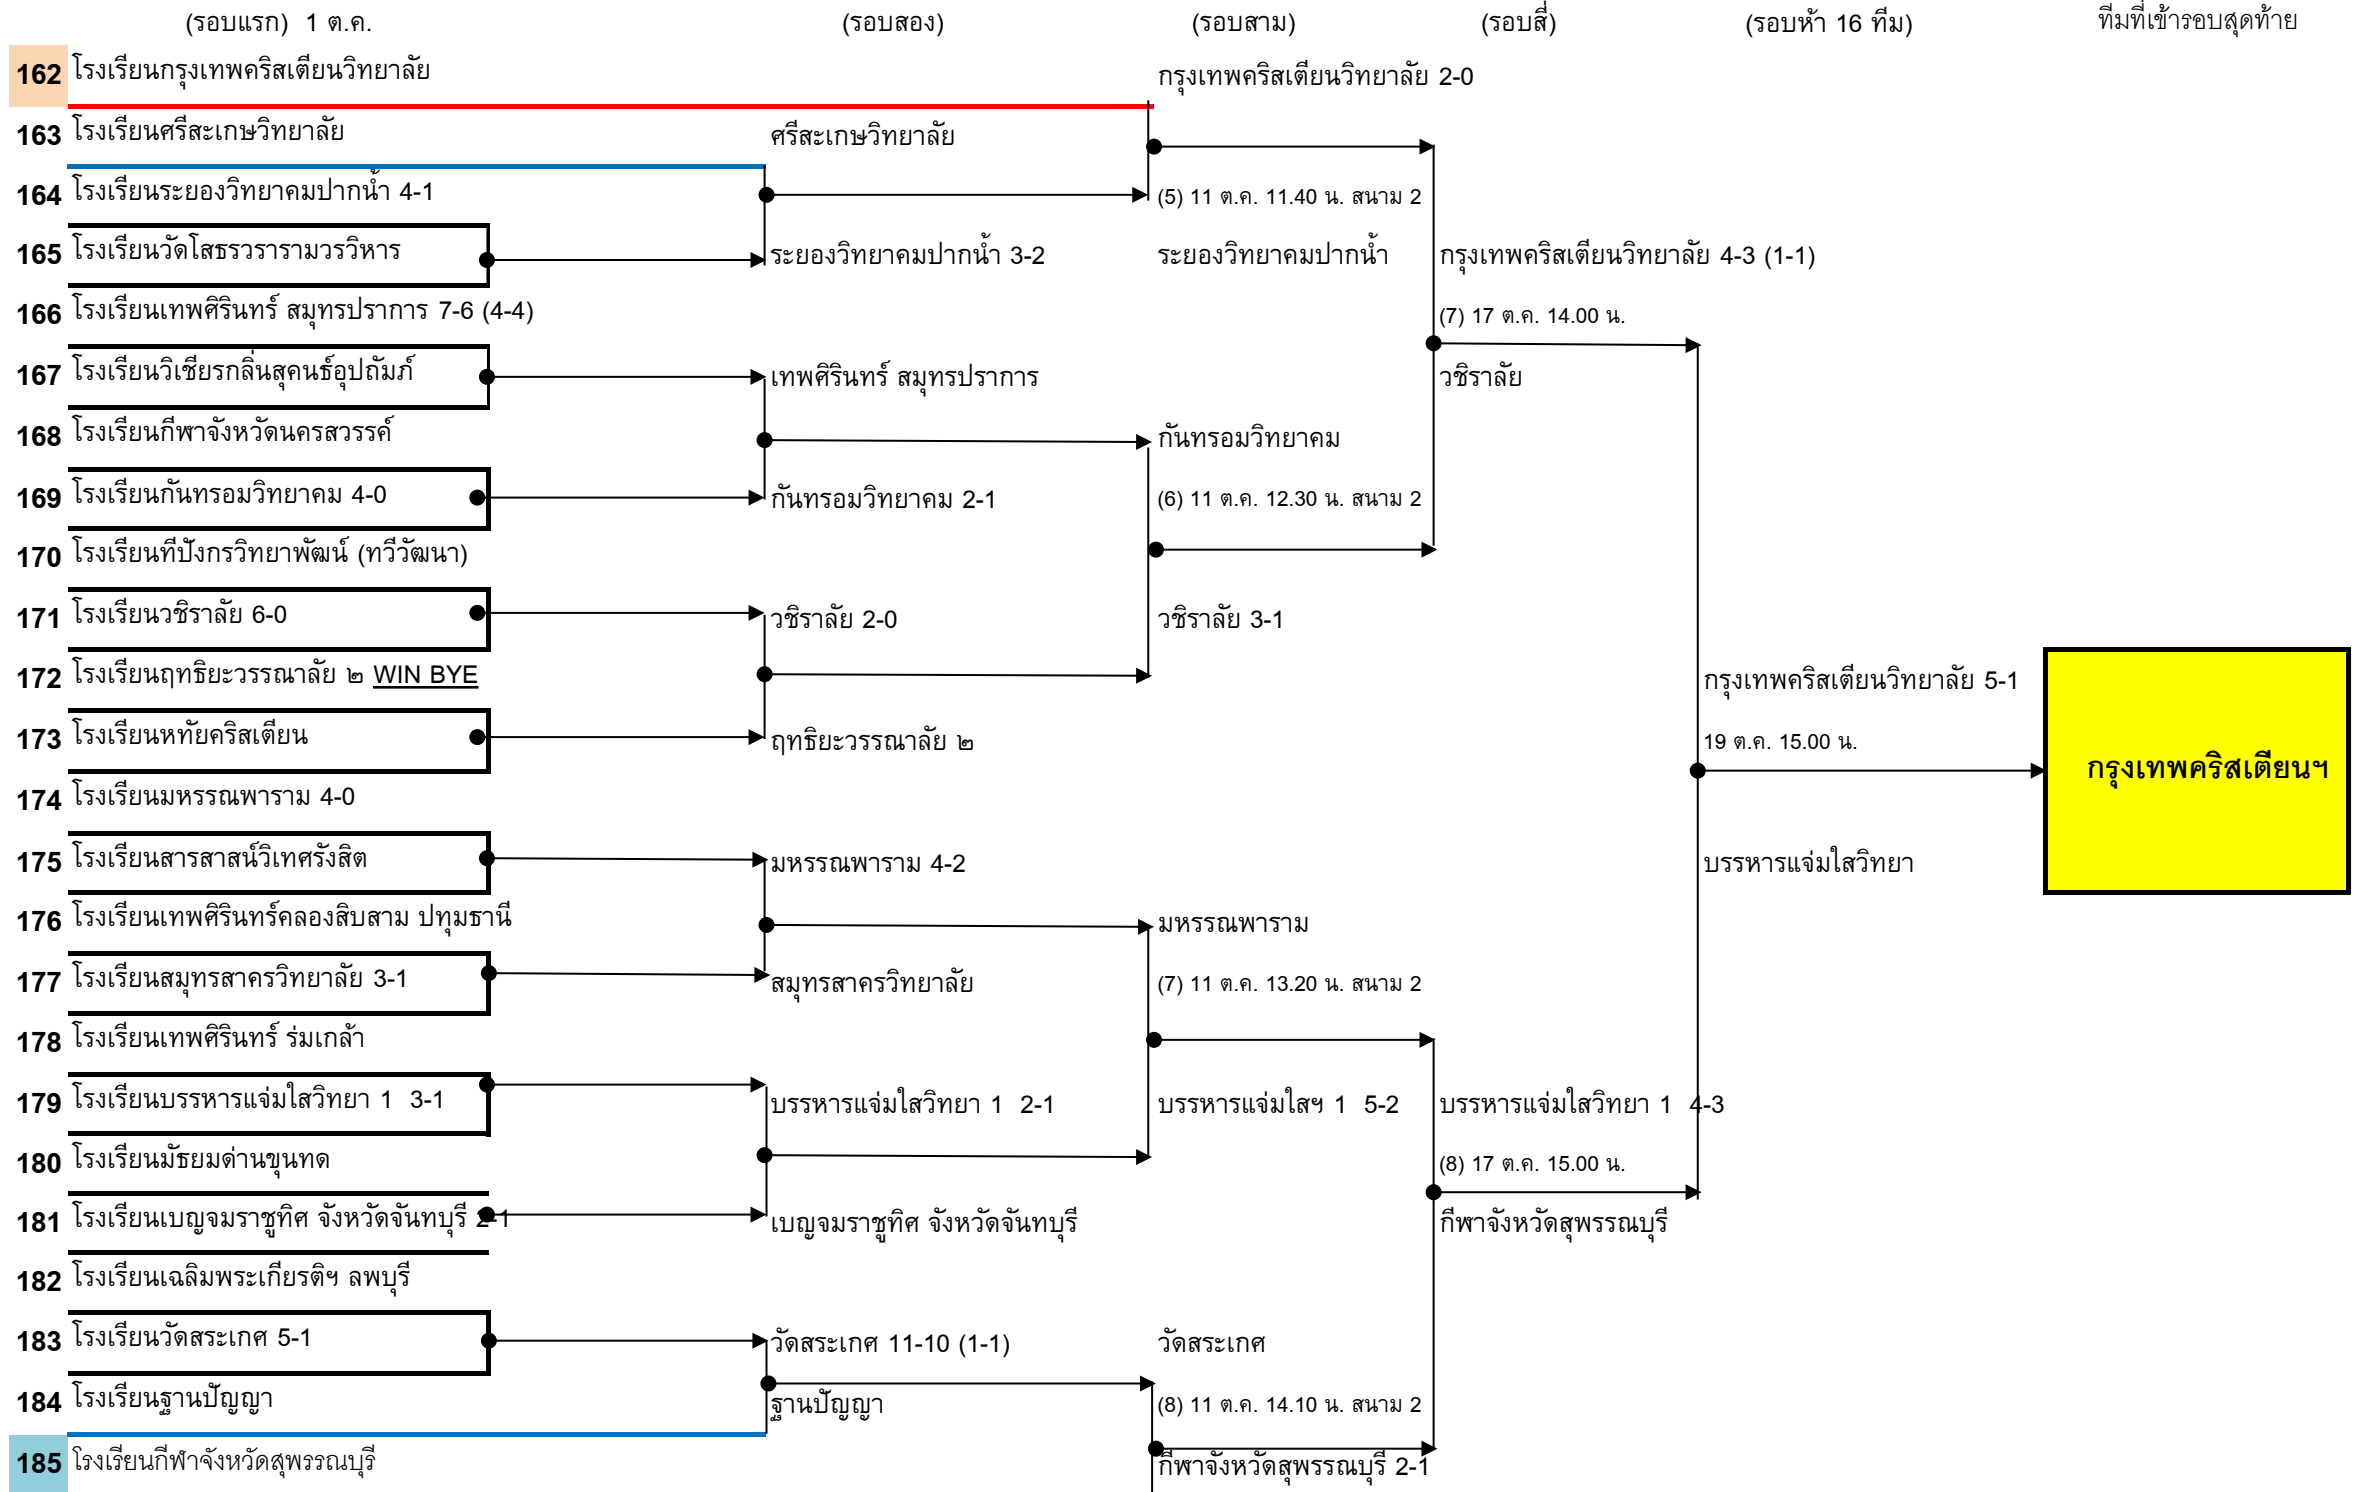 (รอบแรก) 1 ต.ค. (รอบสอง) (รอบสาม) (รอบสี่) (รอบห้า 16 ทีม) ทีมที่เข้ารอบสุดท้าย
162 โรงเรียนกรุงเทพคริสเตียนวิทยาลัย กรุงเทพคริสเตียนวิทยาลัย 2-0
163 โรงเรียนศรีสะเกษวิทยาลัย ศรีสะเกษวิทยาลัย
164 โรงเรียนระยองวิทยาคมปากน้ำ 4-1 (5) 11 ต.ค. 11.40 น. สนาม 2
165 โรงเรียนวัดโสธรวรารามวรวิหาร ระยองวิทยาคมปากน้ำ 3-2 ระยองวิทยาคมปากน้ำ กรุงเทพคริสเตียนวิทยาลัย 4-3 (1-1)
166 โรงเรียนเทพศิรินทร์ สมุทรปราการ 7-6 (4-4) (7) 17 ต.ค. 14.00 น.
167 โรงเรียนวิเชียรกลิ่นสุคนธ์อุปถัมภ์ เทพศิรินทร์ สมุทรปราการ วชิราลัย
168 โรงเรียนกีฬาจังหวัดนครสวรรค์ กันทรอมวิทยาคม
169 โรงเรียนกันทรอมวิทยาคม 4-0 กันทรอมวิทยาคม 2-1 (6) 11 ต.ค. 12.30 น. สนาม 2
170 โรงเรียนทีปังกรวิทยาพัฒน์ (ทวีวัฒนา)
171 โรงเรียนวชิราลัย 6-0 วชิราลัย 2-0 วชิราลัย 3-1
172 โรงเรียนฤทธิยะวรรณาลัย ๒ WIN BYE กรุงเทพคริสเตียนวิทยาลัย 5-1
173 โรงเรียนหทัยคริสเตียน ฤทธิยะวรรณาลัย ๒ 19 ต.ค. 15.00 น.
กรุงเทพคริสเตียนฯ
174 โรงเรียนมหรรณพาราม 4-0
175 โรงเรียนสารสาสน์วิเทศรังสิต มหรรณพาราม 4-2 บรรหารแจ่มใสวิทยา
176 โรงเรียนเทพศิรินทร์คลองสิบสาม ปทุมธานี มหรรณพาราม
177 โรงเรียนสมุทรสาครวิทยาลัย 3-1 สมุทรสาครวิทยาลัย (7) 11 ต.ค. 13.20 น. สนาม 2
178 โรงเรียนเทพศิรินทร์ ร่มเกล้า
179 โรงเรียนบรรหารแจ่มใสวิทยา 1 3-1 บรรหารแจ่มใสวิทยา 1 2-1 บรรหารแจ่มใสฯ 1 5-2 บรรหารแจ่มใสวิทยา 1 4-3
180 โรงเรียนมัธยมด่านขุนทด (8) 17 ต.ค. 15.00 น.
181 โรงเรียนเบญจมราชูทิศ จังหวัดจันทบุรี 2-1 เบญจมราชูทิศ จังหวัดจันทบุรี กีฬาจังหวัดสุพรรณบุรี
182 โรงเรียนเฉลิมพระเกียรติฯ ลพบุรี
183 โรงเรียนวัดสระเกศ 5-1 วัดสระเกศ 11-10 (1-1) วัดสระเกศ
184 โรงเรียนฐานปัญญา ฐานปัญญา (8) 11 ต.ค. 14.10 น. สนาม 2
185 โรงเรียนกีฬาจังหวัดสุพรรณบุรี กีฬาจังหวัดสุพรรณบุรี 2-1